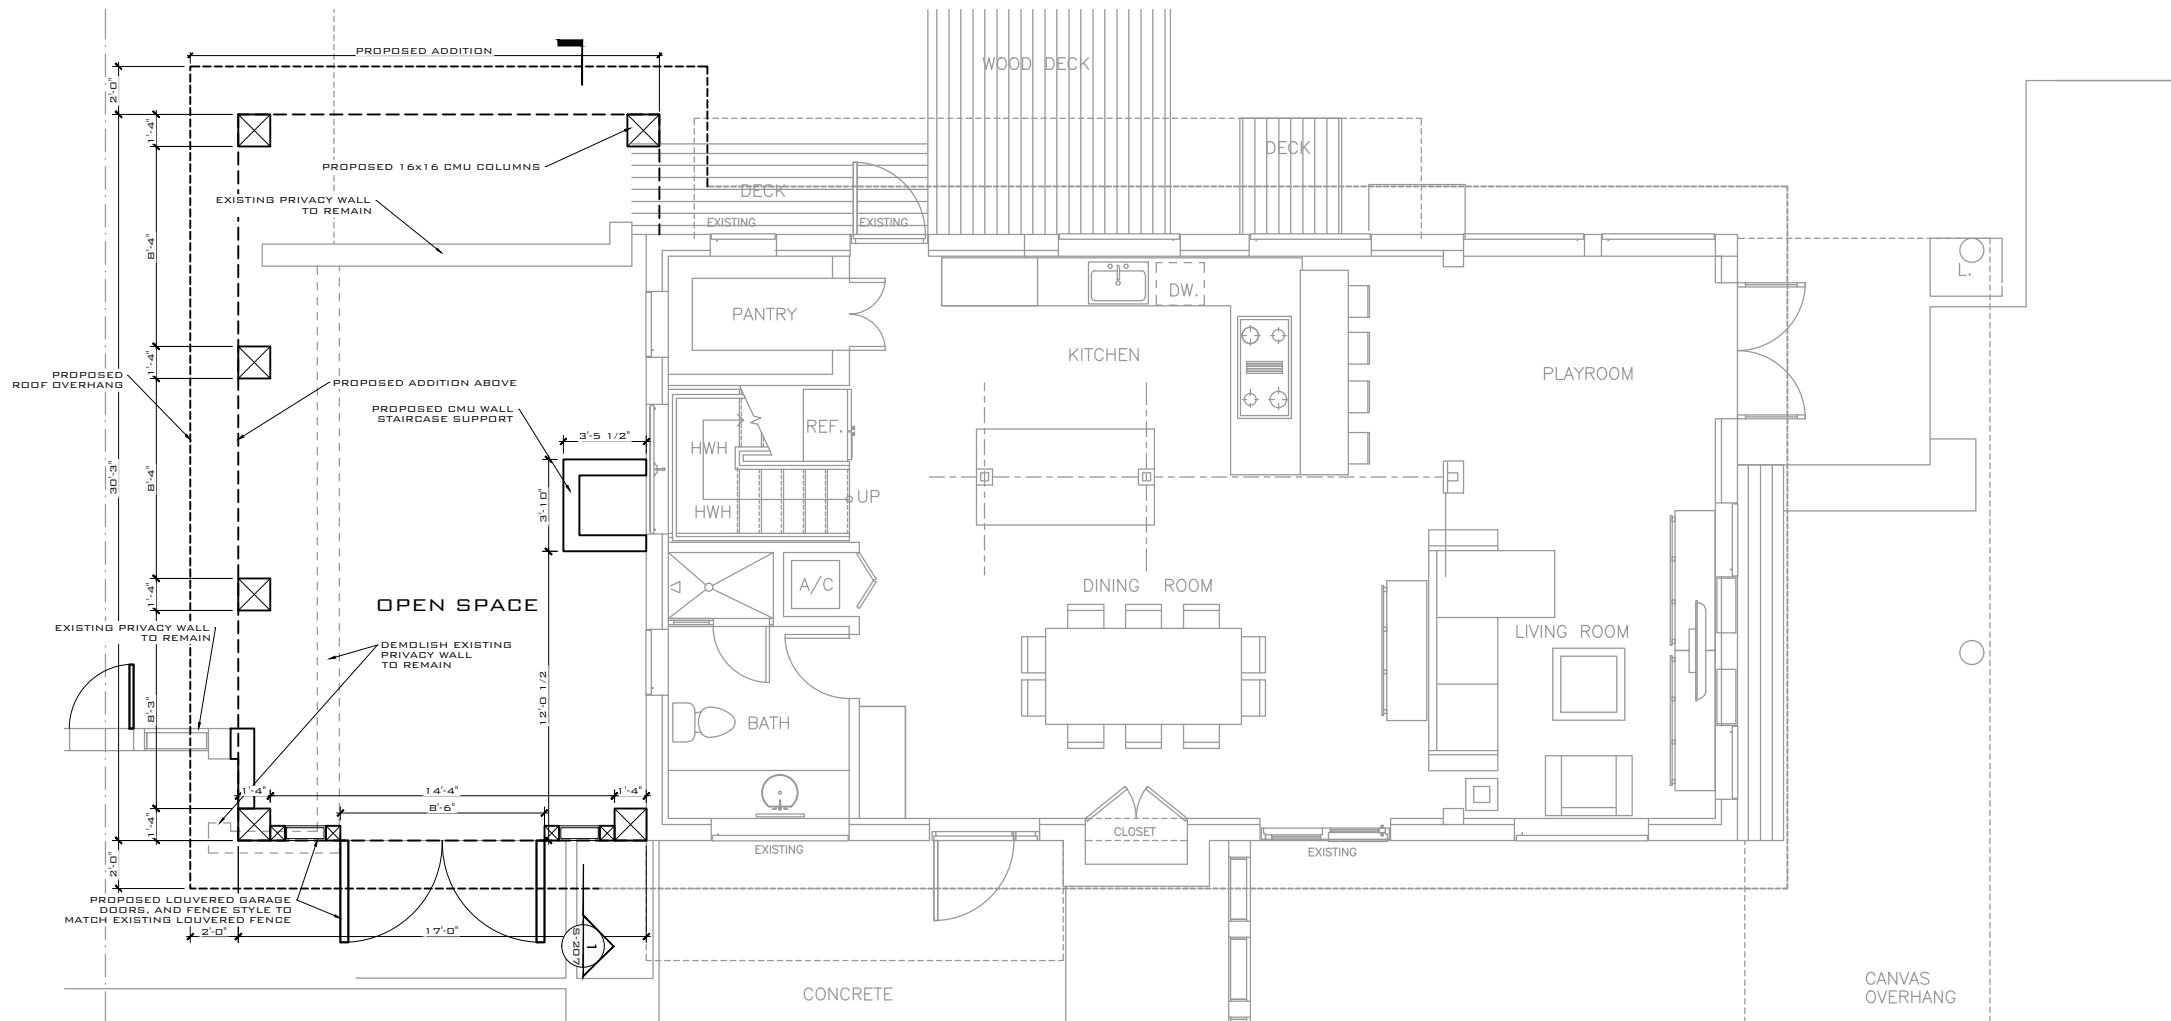 PROPOSED ADDITION
WOOD DECK
2'-0"
1'-4"
DECK
PROPOSED 16x16 CMU COLUMNS
DECK
EXISTING PRIVACY WALL
TO REMAIN
EXISTING
EXISTING
8'-4"
L.
DW.
PANTRY
KITCHEN
1'-4"
PLAYROOM
PROPOSED
ROOF OVERHANG
PROPOSED ADDITION ABOVE
PROPOSED CMU WALL
STAIRCASE SUPPORT
REF.
3'-5 1/2"
HWH
30'-3"
8'-4"
UP
3'-10"
HWH
A/C
DINING ROOM
1'-4"
OPEN SPACE
EXISTING PRIVACY WALL
TO REMAIN
LIVING ROOM
DEMOLISH EXISTING
PRIVACY WALL
TO REMAIN
8'-3"
12'-0 1/2
BATH
1'-4"
14'-4"
1'-4"
8'-6"
1'-4"
CLOSET
EXISTING
EXISTING
2'-0"
PROPOSED LOUVERED GARAGE
DOORS, AND FENCE STYLE TO
MATCH EXISTING LOUVERED FENCE
2'-0"
17'-0"
1
S-207
CANVAS
OVERHANG
CONCRETE